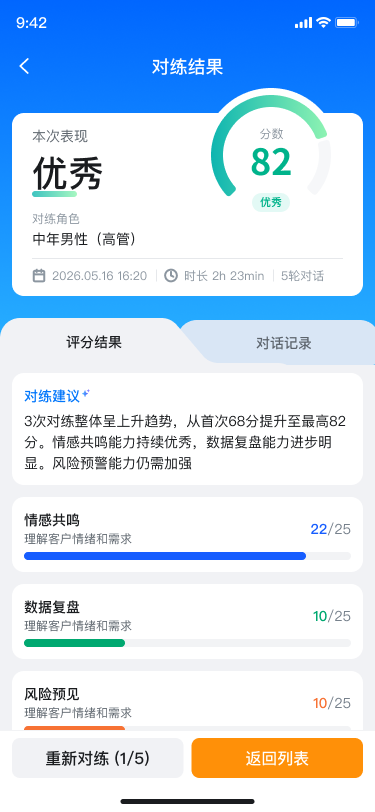 9:42
对练结果
本次表现
优秀
分数
82
优秀
对练角色
中年男性（高管）
2026.05.16 16:20
时长 2h 23min
5轮对话
评分结果
对话记录
对练建议
3次对练整体呈上升趋势，从首次68分提升至最高82
分。情感共鸣能力持续优秀，数据复盘能力进步明
显。风险预警能力仍需加强
情感共鸣
理解客户情绪和需求
22/25
数据复盘
理解客户情绪和需求
10/25
风险预见
理解客户情绪和需求
10/25
重新对练 (1/5)
返回列表